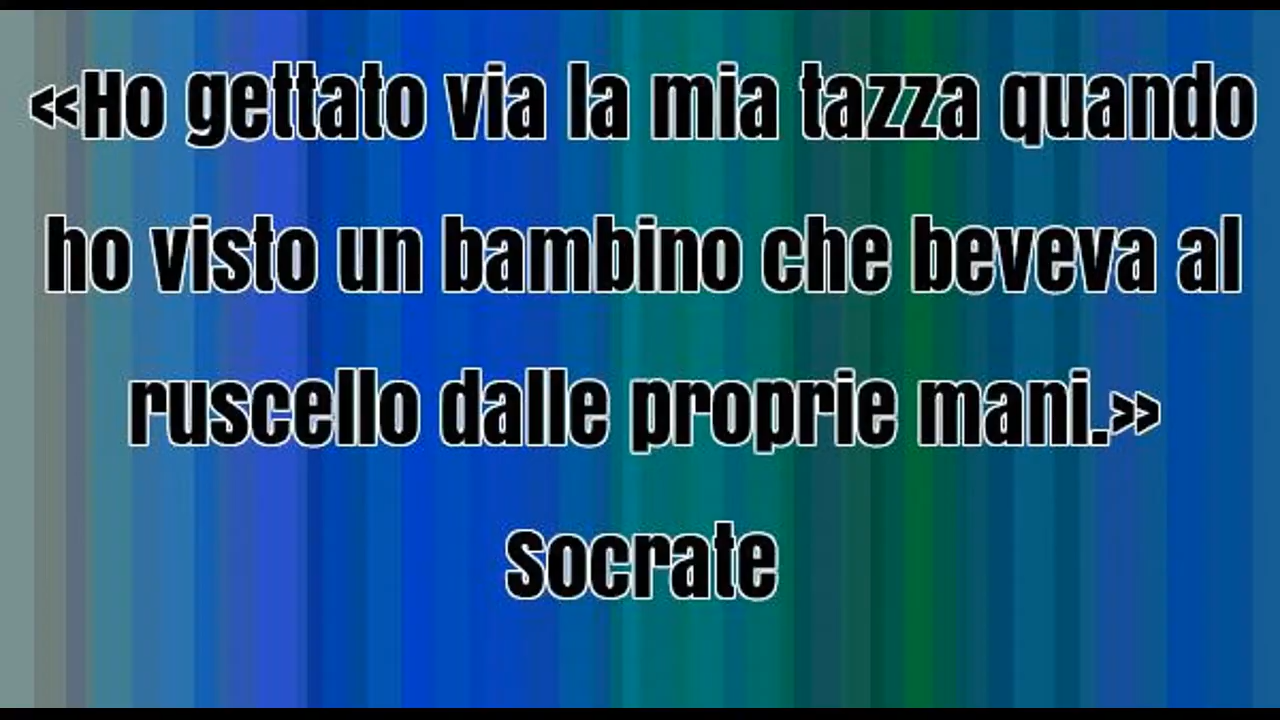 «Ho gettato via la mia tazza quando
ho visto un bambino che beveva al
ruscello dalle proprie mani.»
socrate